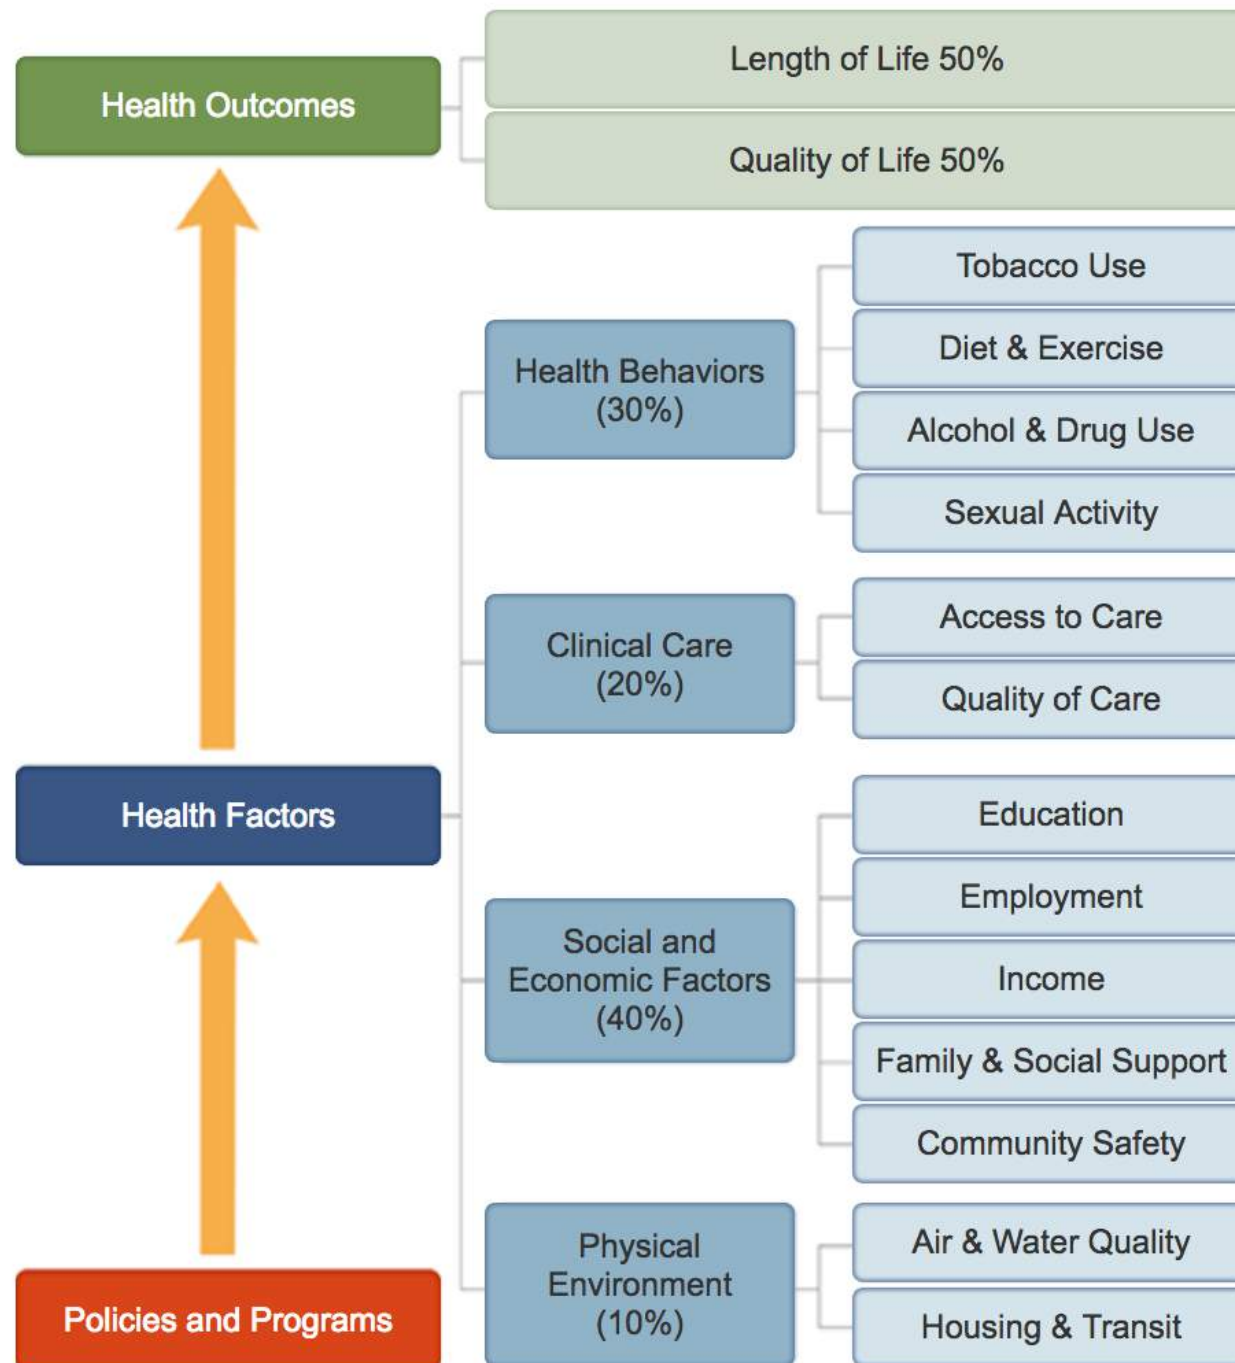 Health Outcomes
Length of Life 50%
Quality of Life 50%
Health Factors
Health Behaviors
(30%)
Tobacco Use
Diet & Exercise
Alcohol & Drug Use
Sexual Activity
Clinical Care
(20%)
Access to Care
Quality of Care
Social and
Economic Factors
(40%)
Education
Employment
Income
Family & Social Support
Community Safety
Physical
Environment
(10%)
Air & Water Quality
Housing & Transit
Policies and Programs